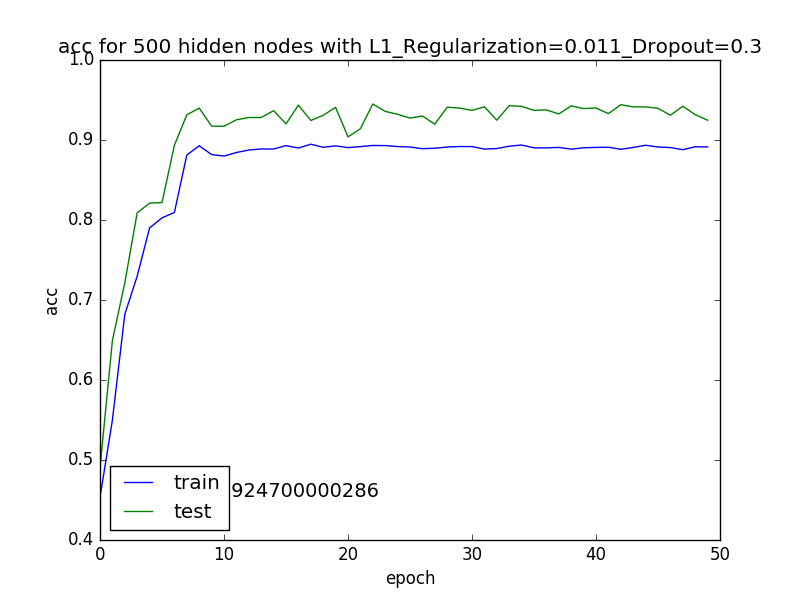 acc for 500 hidden nodes with L1_Regularization=0.011_Dropout=0.3
1.0
0.9
0.8
0.7
0.6
0.5
0.4
acc
train
test
924700000286
0
10
20
30
40
50
epoch